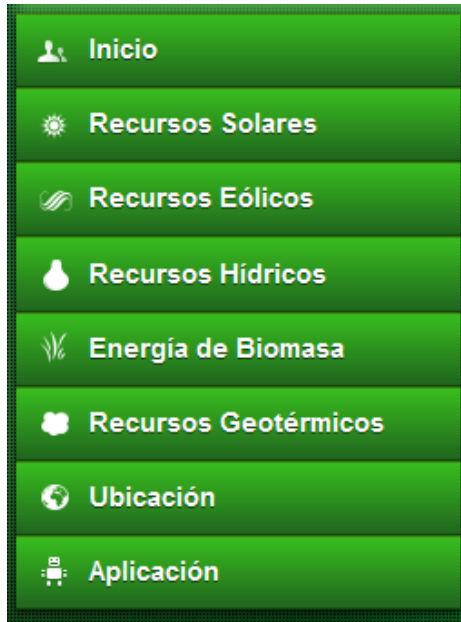 Inicio
Recursos Solares
Recursos Eólicos
Recursos Hídricos
Energía de Biomasa
Recursos Geotérmicos
Ubicación
Aplicación